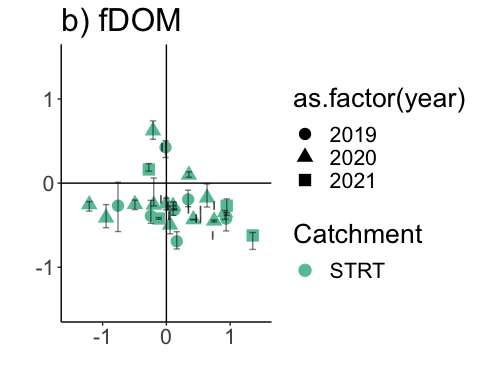 b) fDOM
1
0
-1
-1
0
1
as.factor(year)
2019
2020
2021
Catchment
STRT